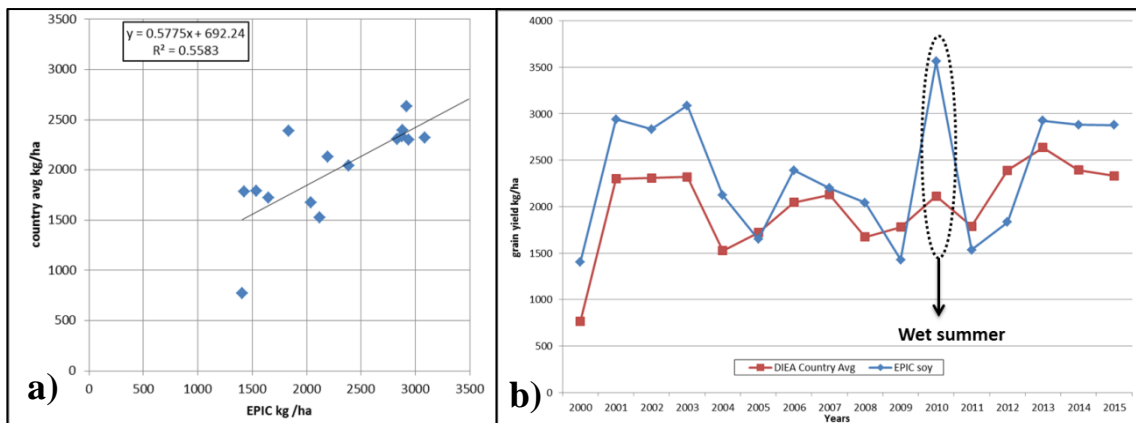 y = 0.5775x + 692.24
R² = 0.5583
country avg kg/ha
3500
3000
2500
2000
1500
1000
500
0
0 500 1000 1500 2000 2500 3000 3500
EPIC kg /ha
a)
grain yield kg/ha
4000
3500
3000
2500
2000
1500
1000
500
0
Wet summer
DIEA Country Avg EPIC soy
2000 2001 2002 2003 2004 2005 2006 2007 2008 2009 2010 2011 2012 2013 2014 2015
Years
b)